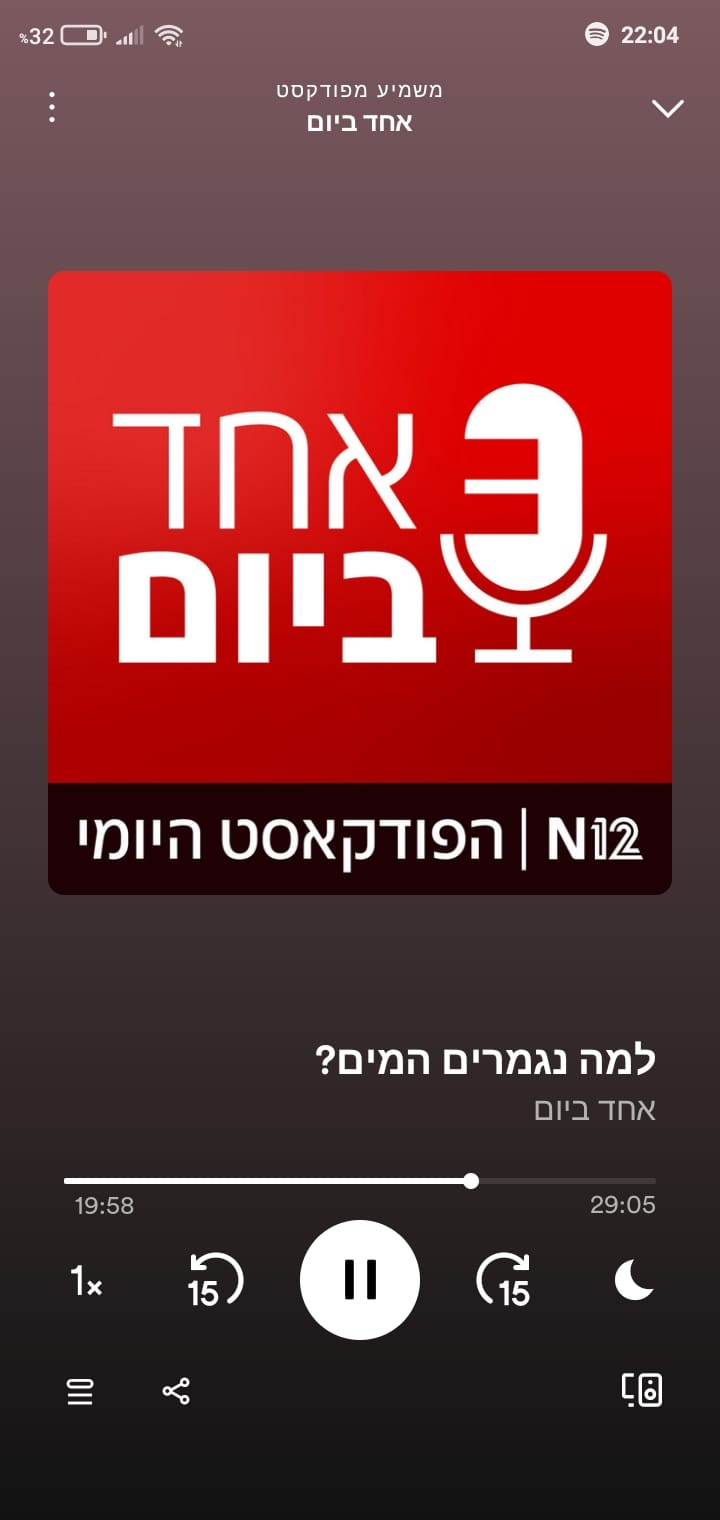 %32 22:04
משמיע מפודקסט
אחד ביום
אחד
ביום
N12 | הפודקאסט היומי
למה נגמרים המים?
אחד ביום
19:58 29:05
1x 15 15